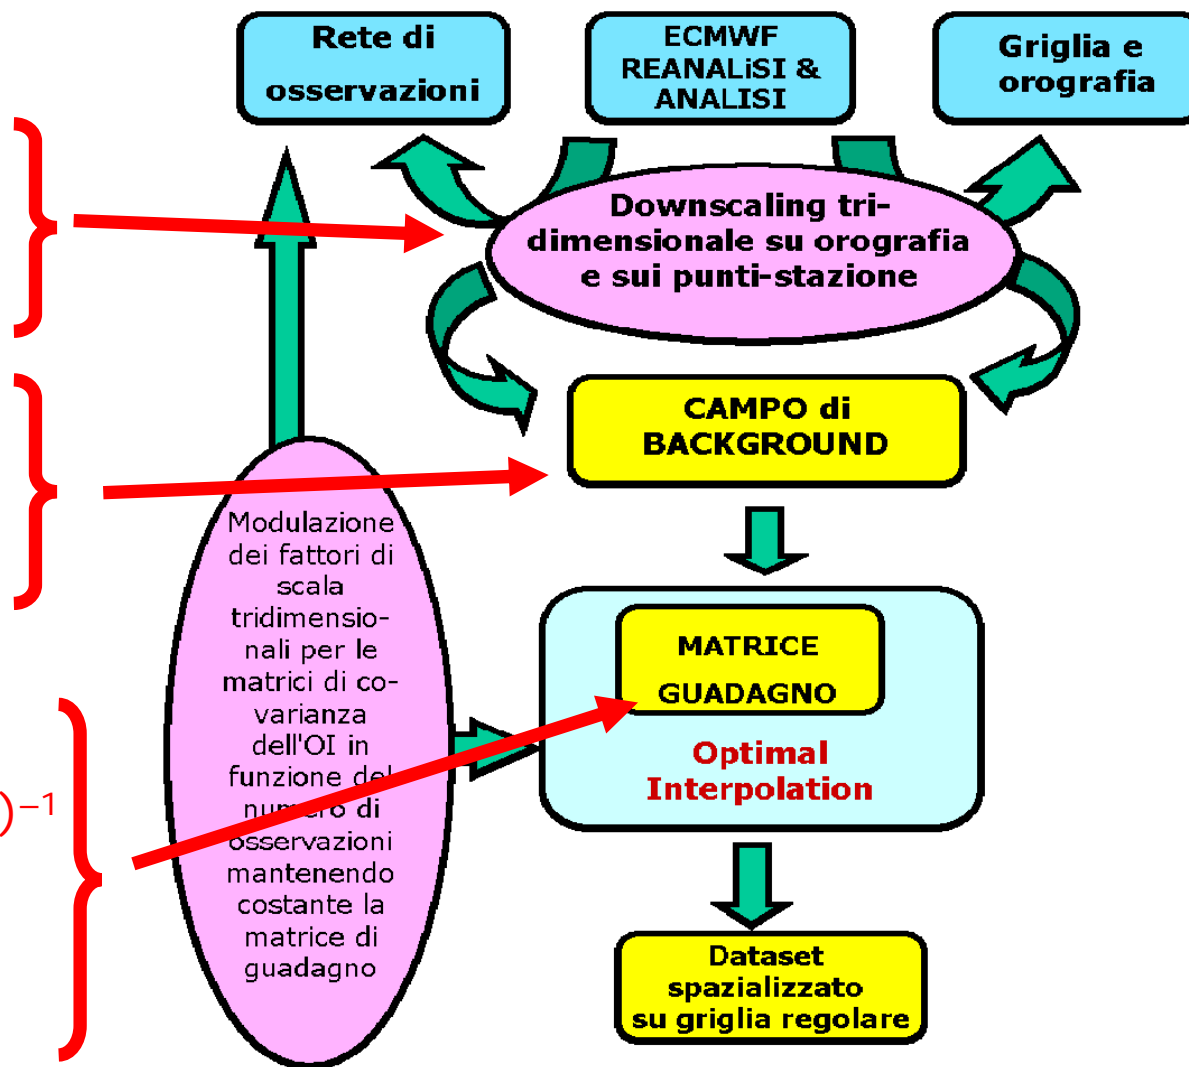 Rete di
osservazioni
ECMWF
REANALiSI &
ANALISI
Griglia e
orografia
Downscaling tri-
dimensionale su orografia
e sui punti-stazione
CAMPO di
BACKGROUND
Modulazione
dei fattori di
scala
tridimensio-
nali per le
matrici di co-
varianza
dell'OI in
funzione del
numero di
osservazioni
mantenendo
costante la
matrice di
guadagno
MATRICE
GUADAGNO
Optimal
Interpolation
)⁻¹
Dataset
spazializzato
su griglia regolare